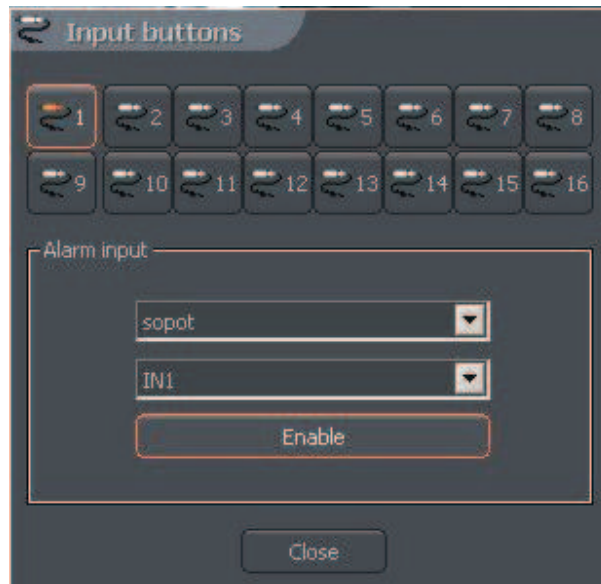 Input buttons
1 2 3 4 5 6 7 8
9 10 11 12 13 14 15 16
Alarm input
sopot
IN1
Enable
Close